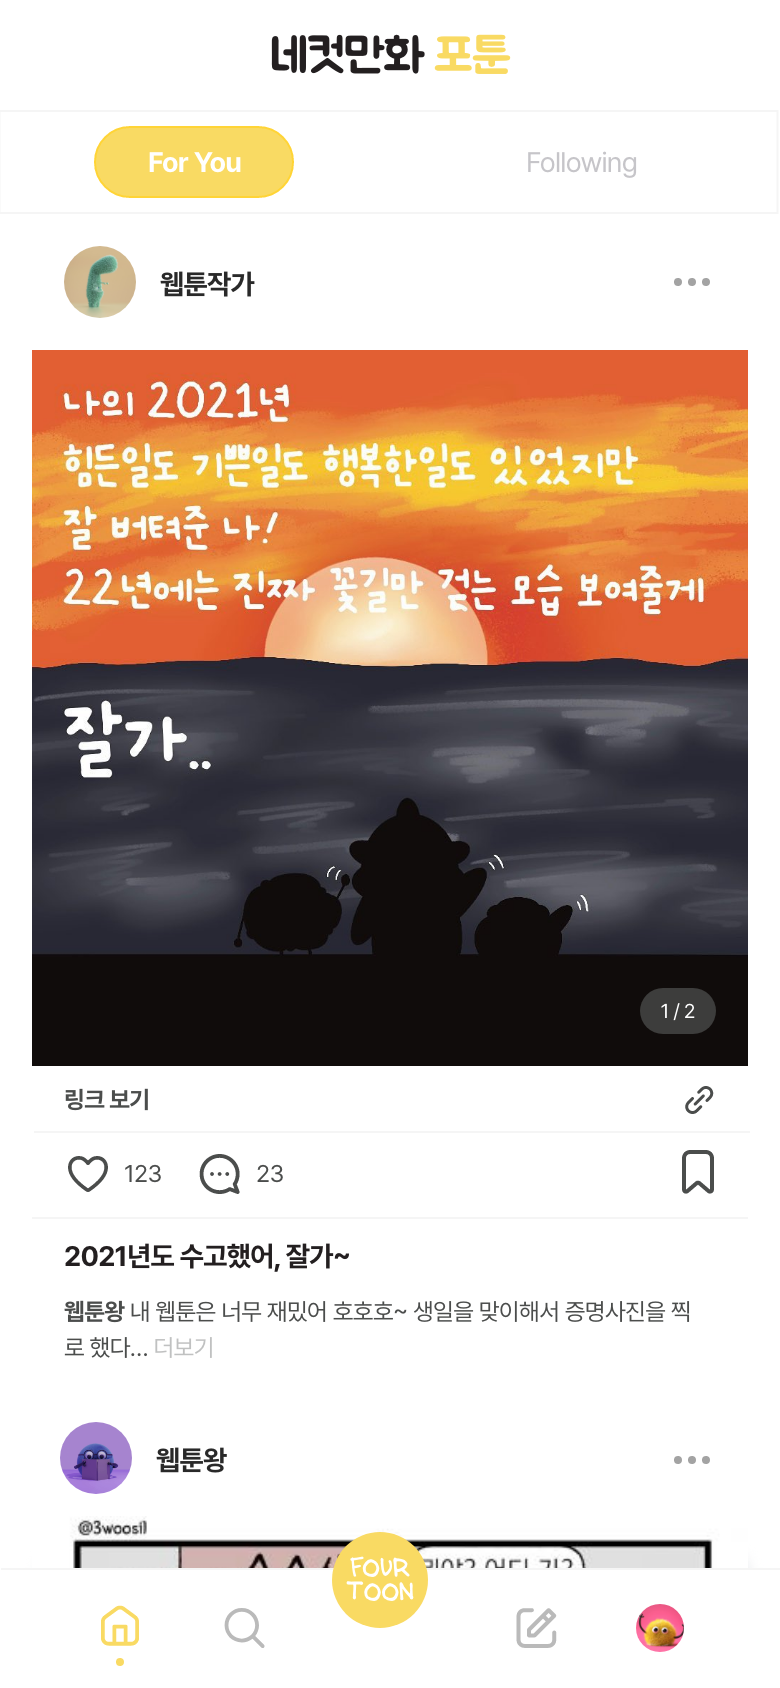 네컷만화 포툰
For You
Following
웹툰작가
나의 2021년
힘든일도 기쁜일도 행복한일도 있었지만
잘 버텨준 나!
22년에는 진짜 꽃길만 걷는 모습 보여줄게
잘가..
1 / 2
링크 보기
123
23
2021년도 수고했어, 잘가~
웹툰왕 내 웹툰은 너무 재밌어 호호호~ 생일을 맞이해서 증명사진을 찍
로 했다... 더보기
웹툰왕
@3woosil
FOUR
TOON